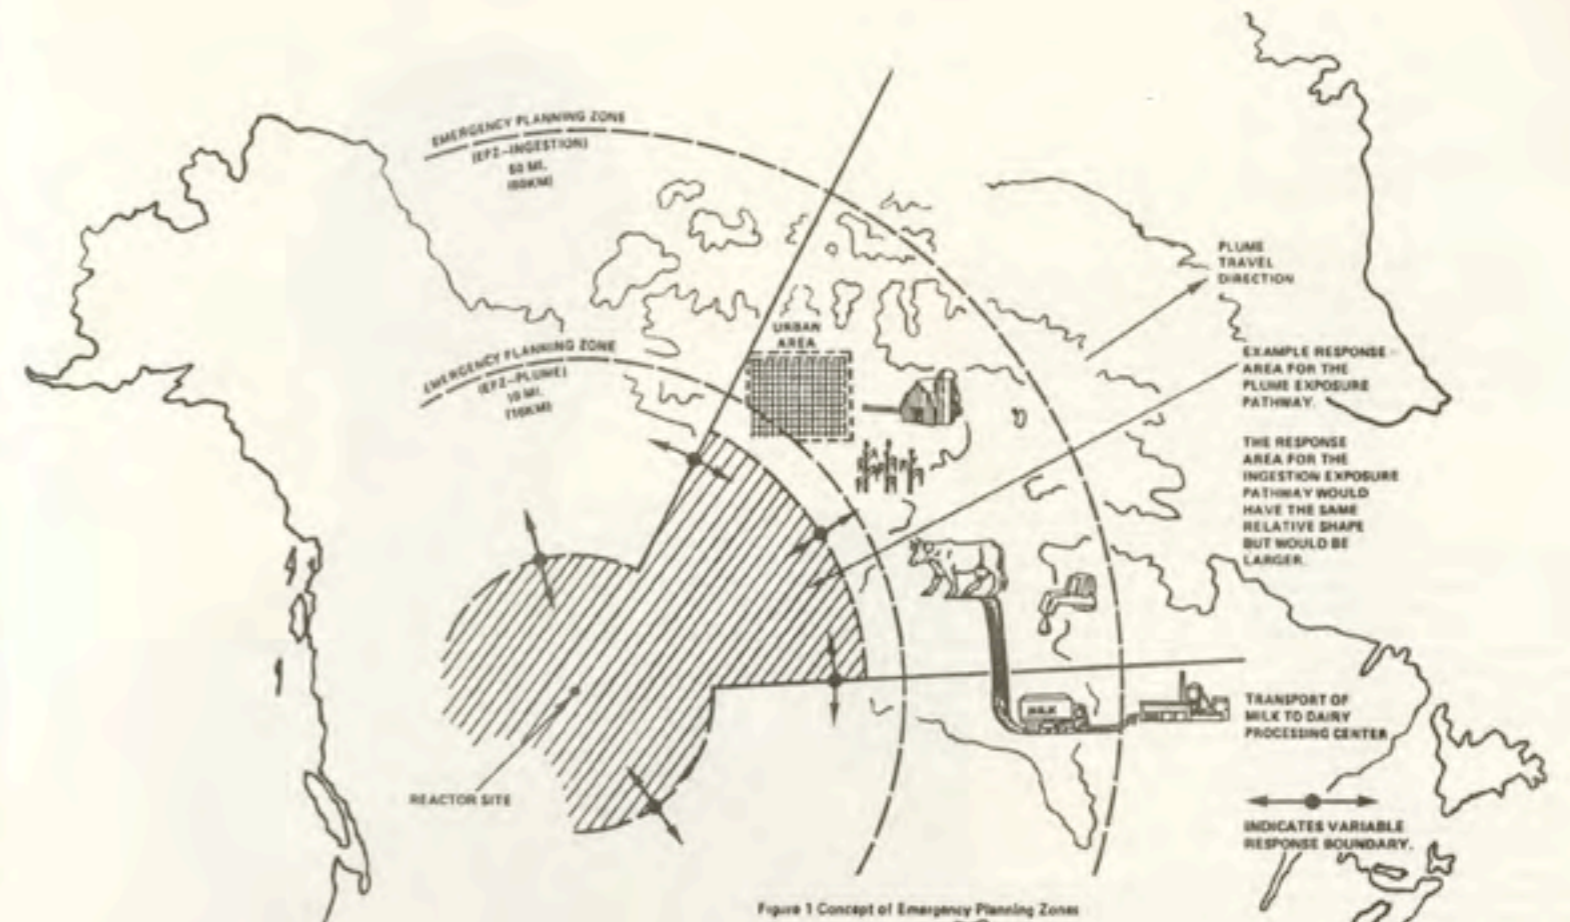 EMERGENCY PLANNING ZONE
(EPZ-INGESTION)
50 MI.
(80KM)
EMERGENCY PLANNING ZONE
(EPZ-PLUME)
10 MI.
(16KM)
URBAN
AREA
PLUME
TRAVEL
DIRECTION
EXAMPLE RESPONSE
AREA FOR THE
PLUME EXPOSURE
PATHWAY.
THE RESPONSE
AREA FOR THE
INGESTION EXPOSURE
PATHWAY WOULD
HAVE THE SAME
RELATIVE SHAPE
BUT WOULD BE
LARGER.
MILK
TRANSPORT OF
MILK TO DAIRY
PROCESSING CENTER
REACTOR SITE
INDICATES VARIABLE
RESPONSE BOUNDARY.
Figure 1 Concept of Emergency Planning Zones